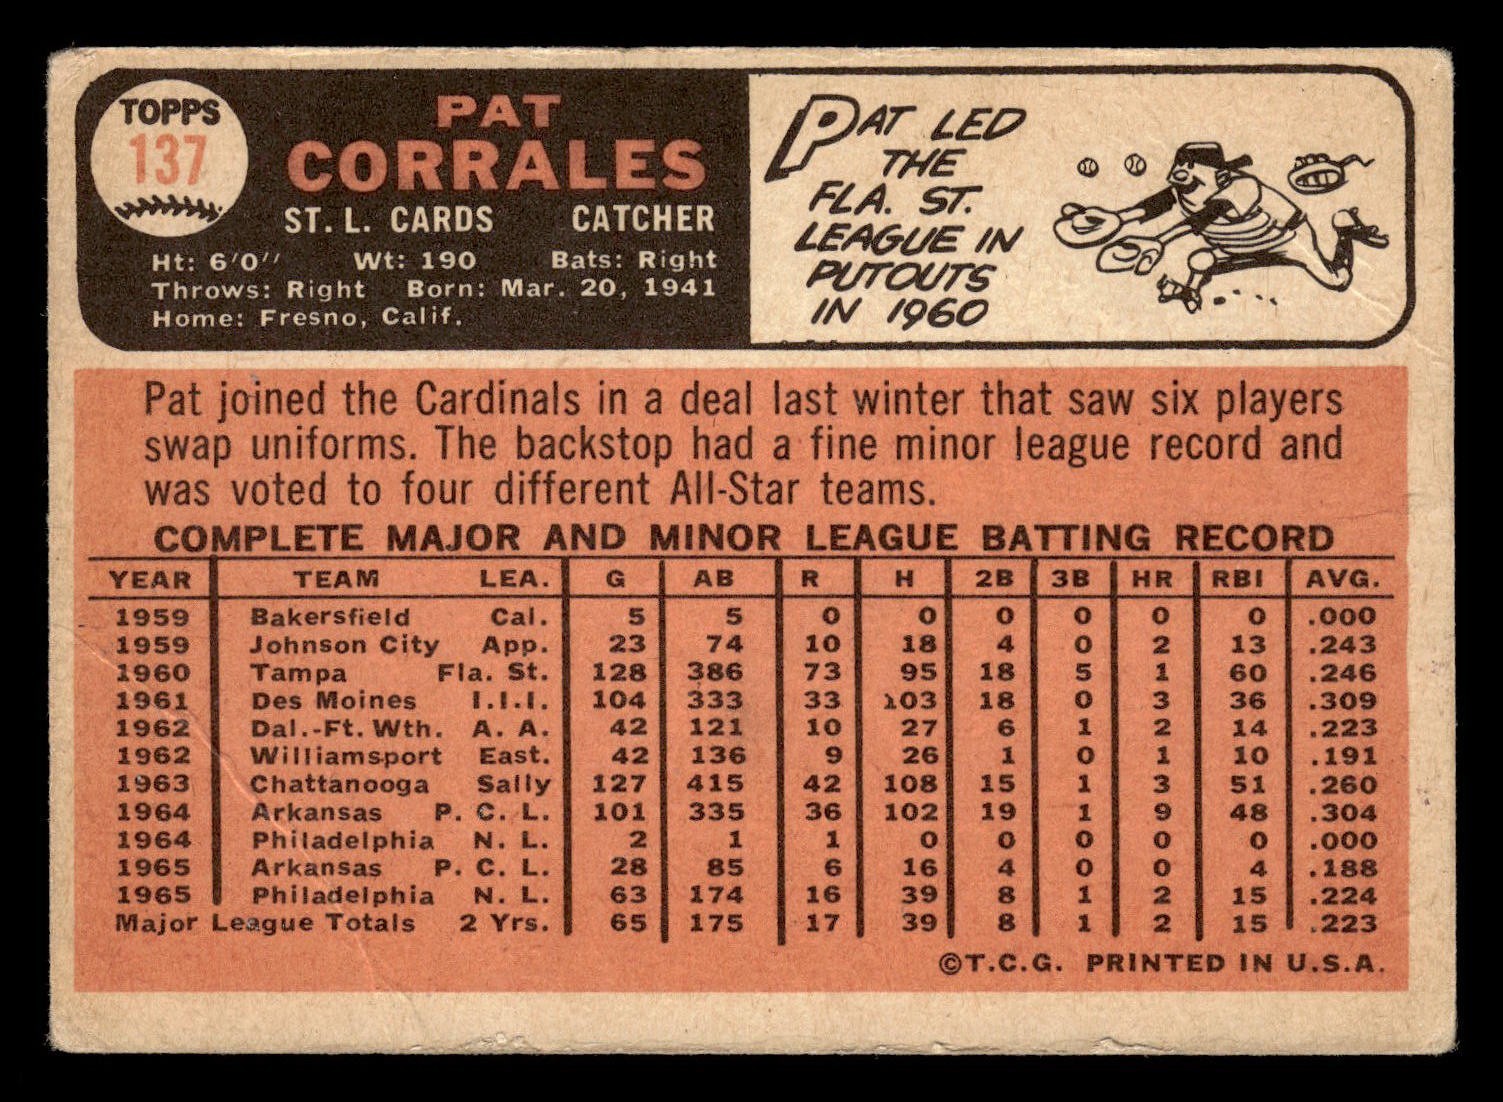 TOPPS
137
PAT
CORRALES
ST. L. CARDS CATCHER
Ht: 6'0" Wt: 190 Bats: Right
Throws: Right Born: Mar. 20, 1941
Home: Fresno, Calif.
PAT LED
THE
FLA. ST.
LEAGUE IN
PUTOUTS
IN 1960
Pat joined the Cardinals in a deal last winter that saw six players
swap uniforms. The backstop had a fine minor league record and
was voted to four different All-Star teams.
COMPLETE MAJOR AND MINOR LEAGUE BATTING RECORD
YEAR TEAM LEA. G AB R H 2B 3B HR RBI AVG.
1959 Bakersfield Cal. 5 5 0 0 0 0 0 0 .000
1959 Johnson City App. 23 74 10 18 4 0 2 13 .243
1960 Tampa Fla. St. 128 386 73 95 18 5 1 60 .246
1961 Des Moines I.I.I. 104 333 33 103 18 0 3 36 .309
1962 Dal.-Ft. Wth. A. A. 42 121 10 27 6 1 2 14 .223
1962 Williamsport East. 42 136 9 26 1 0 1 10 .191
1963 Chattanooga Sally 127 415 42 108 15 1 3 51 .260
1964 Arkansas P. C. L. 101 335 36 102 19 1 9 48 .304
1964 Philadelphia N. L. 2 1 1 0 0 0 0 0 .000
1965 Arkansas P. C. L. 28 85 6 16 4 0 0 4 .188
1965 Philadelphia N. L. 63 174 16 39 8 1 2 15 .224
Major League Totals 2 Yrs. 65 175 17 39 8 1 2 15 .223
©T.C.G. PRINTED IN U.S.A.